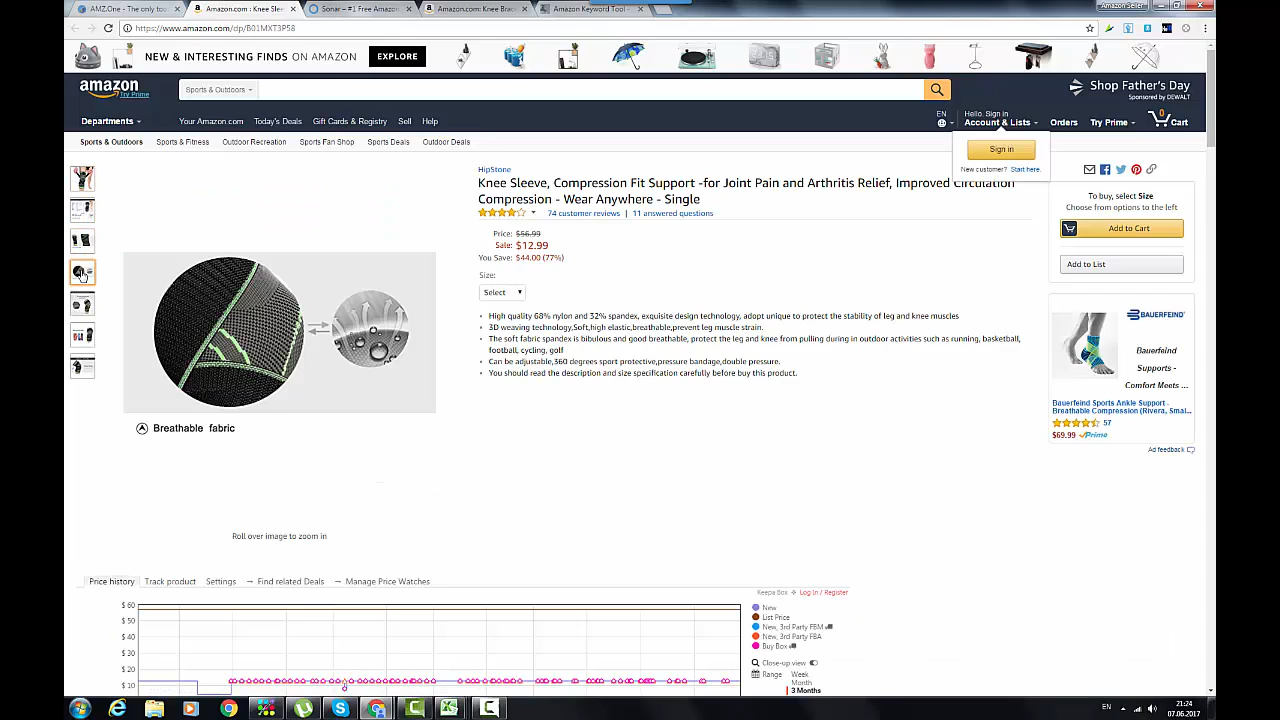 AMZ.One - The only too
Amazon.com : Knee Slee
Sonar – #1 Free Amazon
Amazon.com: Knee Brac
Amazon Keyword Tool -
Amazon Seller
https://www.amazon.com/dp/B01MXT3P58
NEW & INTERESTING FINDS ON AMAZON
EXPLORE
amazon
Try Prime
Sports & Outdoors
Shop Father's Day
Sponsored by DEWALT
Departments
Your Amazon.com
Today's Deals
Gift Cards & Registry
Sell
Help
EN
Hello. Sign in
Account & Lists
Orders
Try Prime
0
Cart
Sports & Outdoors
Sports & Fitness
Outdoor Recreation
Sports Fan Shop
Sports Deals
Outdoor Deals
Sign in
New customer? Start here.
HipStone
Knee Sleeve, Compression Fit Support -for Joint Pain and Arthritis Relief, Improved Circulation
Compression - Wear Anywhere - Single
74 customer reviews | 11 answered questions
Price: $56.99
Sale: $12.99
You Save: $44.00 (77%)
Size:
Select
High quality 68% nylon and 32% spandex, exquisite design technology, adopt unique to protect the stability of leg and knee muscles
3D weaving technology,Soft,high elastic,breathable,prevent leg muscle strain.
The soft fabric spandex is bibulous and good breathable, protect the leg and knee from pulling during in outdoor activities such as running, basketball,
football, cycling, golf
Can be adjustable,360 degrees sport protective,pressure bandage,double pressure.
You should read the description and size specification carefully before buy this product.
To buy, select Size
Choose from options to the left
Add to Cart
Add to List
BAUERFEIND
Bauerfeind
Supports -
Comfort Meets ...
Bauerfeind Sports Ankle Support -
Breathable Compression (Rivera, Smal...
57
$69.99 Prime
Ad feedback
Breathable fabric
Roll over image to zoom in
Price history
Track product
Settings
Find related Deals
Manage Price Watches
Keepa Box
Log In / Register
$ 60
$ 50
$ 40
$ 30
$ 20
$ 10
New
List Price
New, 3rd Party FBM
New, 3rd Party FBA
Buy Box
Close-up view
Range
Week
Month
3 Months
EN
21:24
07.06.2017